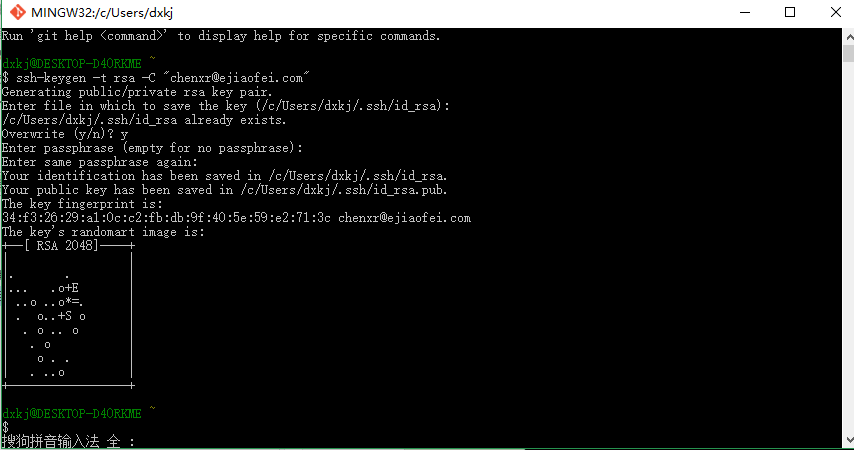 MINGW32:/c/Users/dxkj
Run 'git help <command>' to display help for specific commands.
dxkj@DESKTOP-D4ORKME ~
$ ssh-keygen -t rsa -C "chenxr@ejiaofei.com"
Generating public/private rsa key pair.
Enter file in which to save the key (/c/Users/dxkj/.ssh/id_rsa):
/c/Users/dxkj/.ssh/id_rsa already exists.
Overwrite (y/n)? y
Enter passphrase (empty for no passphrase):
Enter same passphrase again:
Your identification has been saved in /c/Users/dxkj/.ssh/id_rsa.
Your public key has been saved in /c/Users/dxkj/.ssh/id_rsa.pub.
The key fingerprint is:
34:f3:26:29:a1:0c:c2:fb:db:9f:40:5e:59:e2:71:3c chenxr@ejiaofei.com
The key's randomart image is:
+--[ RSA 2048]----+
|                 |
|.      .         |
|...   .o+E       |
| ..o ..o*=.      |
| .  o..+S o      |
|  . o .. o       |
|   . o           |
|    o . .        |
|   . ..o         |
+-----------------+
dxkj@DESKTOP-D4ORKME ~
$
搜狗拼音输入法 全 :